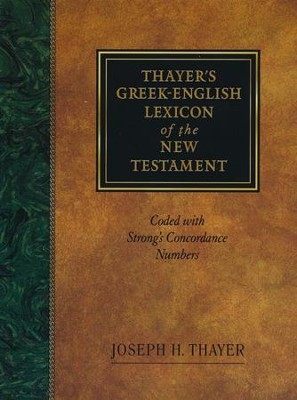 THAYER'S
GREEK-ENGLISH
LEXICON
of the
NEW
TESTAMENT
Coded with
Strong's Concordance
Numbers
JOSEPH H. THAYER